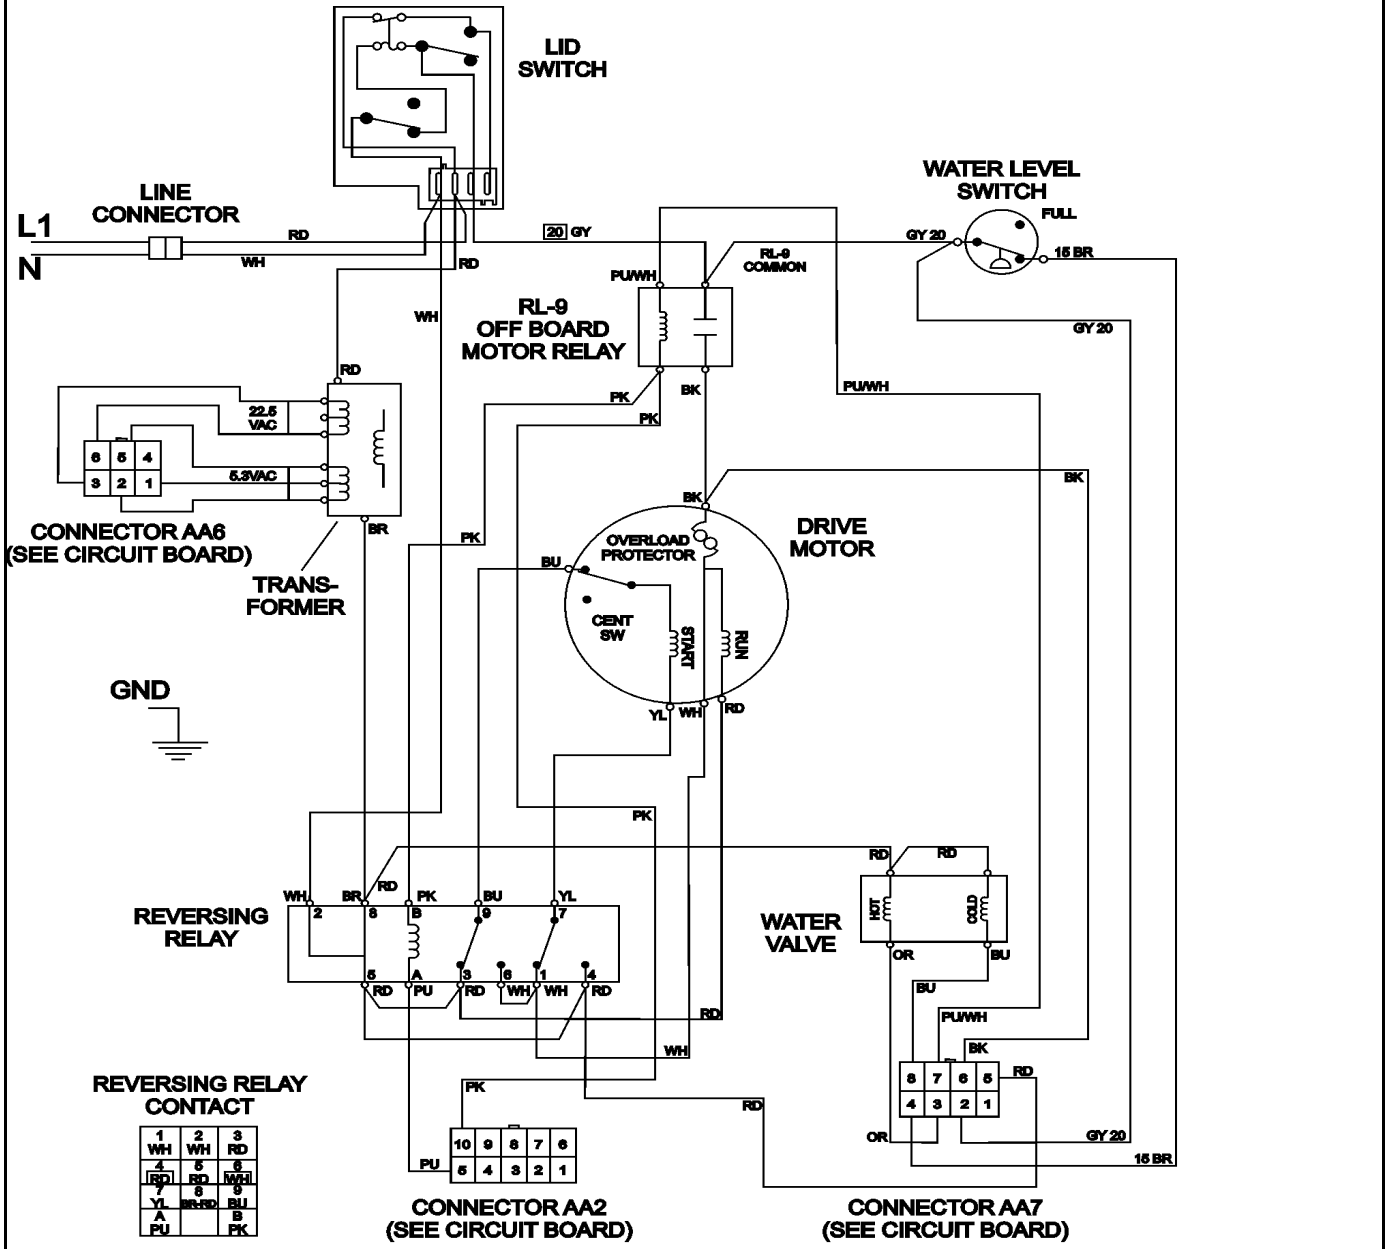 LID
SWITCH
WATER LEVEL
SWITCH
FULL
LINE
CONNECTOR
L1
N
RD
WH
20 GY
GY 20
15 BR
RL-9
COMMON
RD
PU/WH
WH
RL-9
OFF BOARD
MOTOR RELAY
GY 20
RD
PK
BK
PU/WH
PK
22.5
VAC
6 5 4
3 2 1
5.3VAC
BK
BK
CONNECTOR AA6
(SEE CIRCUIT BOARD)
BR
PK
DRIVE
MOTOR
OVERLOAD
PROTECTOR
BU
TRANS-
FORMER
CENT
SW
START
RUN
GND
YL
WH
RD
PK
RD
RD
RD
WH
BR
PK
BU
YL
2 8 B 9 7
HOT
COLD
REVERSING
RELAY
WATER
VALVE
OR
BU
5 A 3 6 1 4
RD
PU
RD
WH
WH
RD
BU
RD
PU/WH
WH
BK
REVERSING RELAY
CONTACT
PK
RD
8 7 6 5
4 3 2 1
RD
1 2 3
WH WH RD
4 5 6
RD RD WH
7 8 9
YL BR-RD BU
A B
PU PK
10 9 8 7 6
5 4 3 2 1
PU
OR
GY 20
15 BR
CONNECTOR AA2
(SEE CIRCUIT BOARD)
CONNECTOR AA7
(SEE CIRCUIT BOARD)